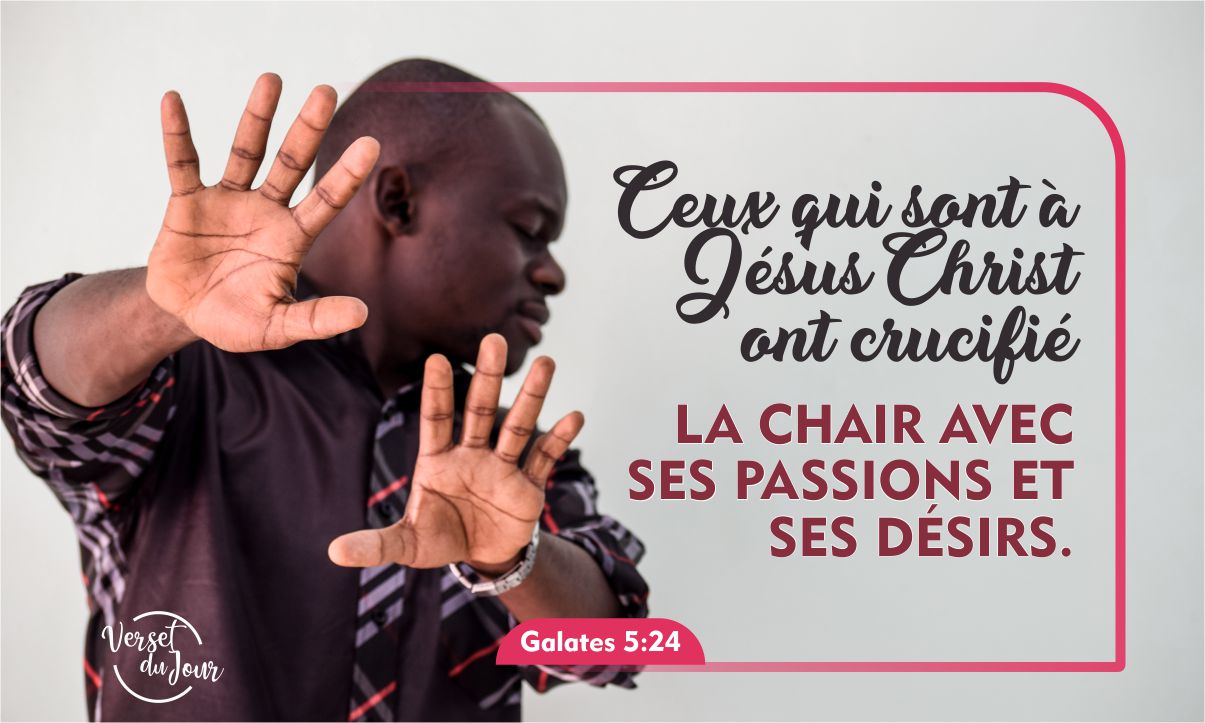 Ceux qui sont à
Jésus Christ
ont crucifié
LA CHAIR AVEC
SES PASSIONS ET
SES DÉSIRS.
Galates 5:24
Verset
du Jour